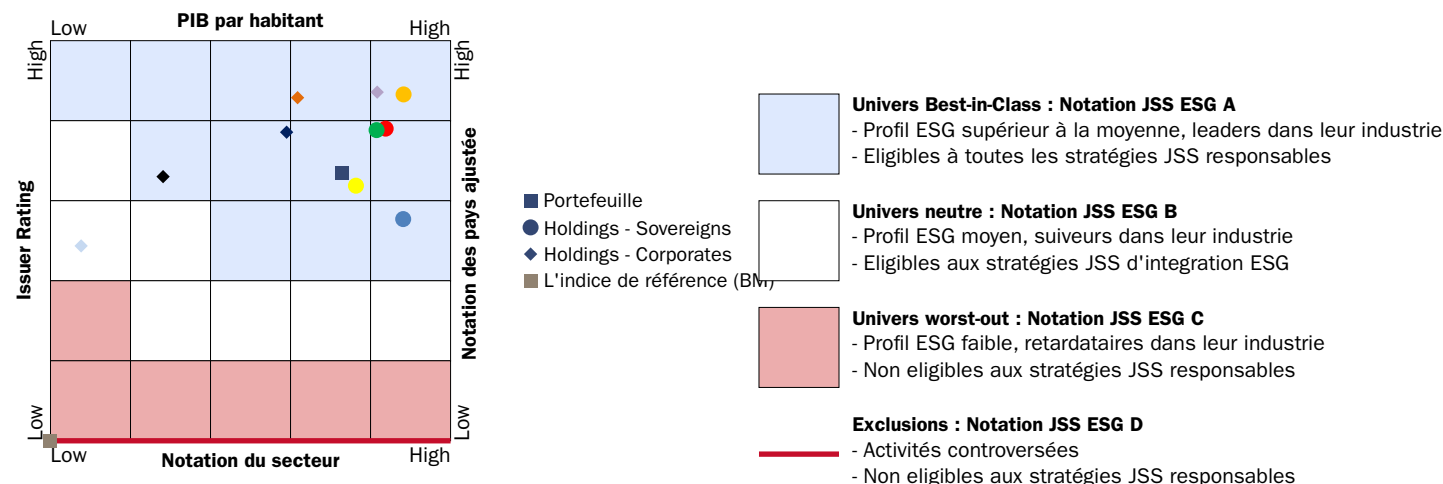 PIB par habitant
Low High
High High
Issuer Rating
Notation des pays ajustée
Low Low
Low High
Notation du secteur
Portefeuille
Holdings - Sovereigns
Holdings - Corporates
L'indice de référence (BM)
Univers Best-in-Class : Notation JSS ESG A
- Profil ESG supérieur à la moyenne, leaders dans leur industrie
- Eligibles à toutes les stratégies JSS responsables
Univers neutre : Notation JSS ESG B
- Profil ESG moyen, suiveurs dans leur industrie
- Eligibles aux stratégies JSS d'integration ESG
Univers worst-out : Notation JSS ESG C
- Profil ESG faible, retardataires dans leur industrie
- Non eligibles aux stratégies JSS responsables
Exclusions : Notation JSS ESG D
- Activités controversées
- Non eligibles aux stratégies JSS responsables